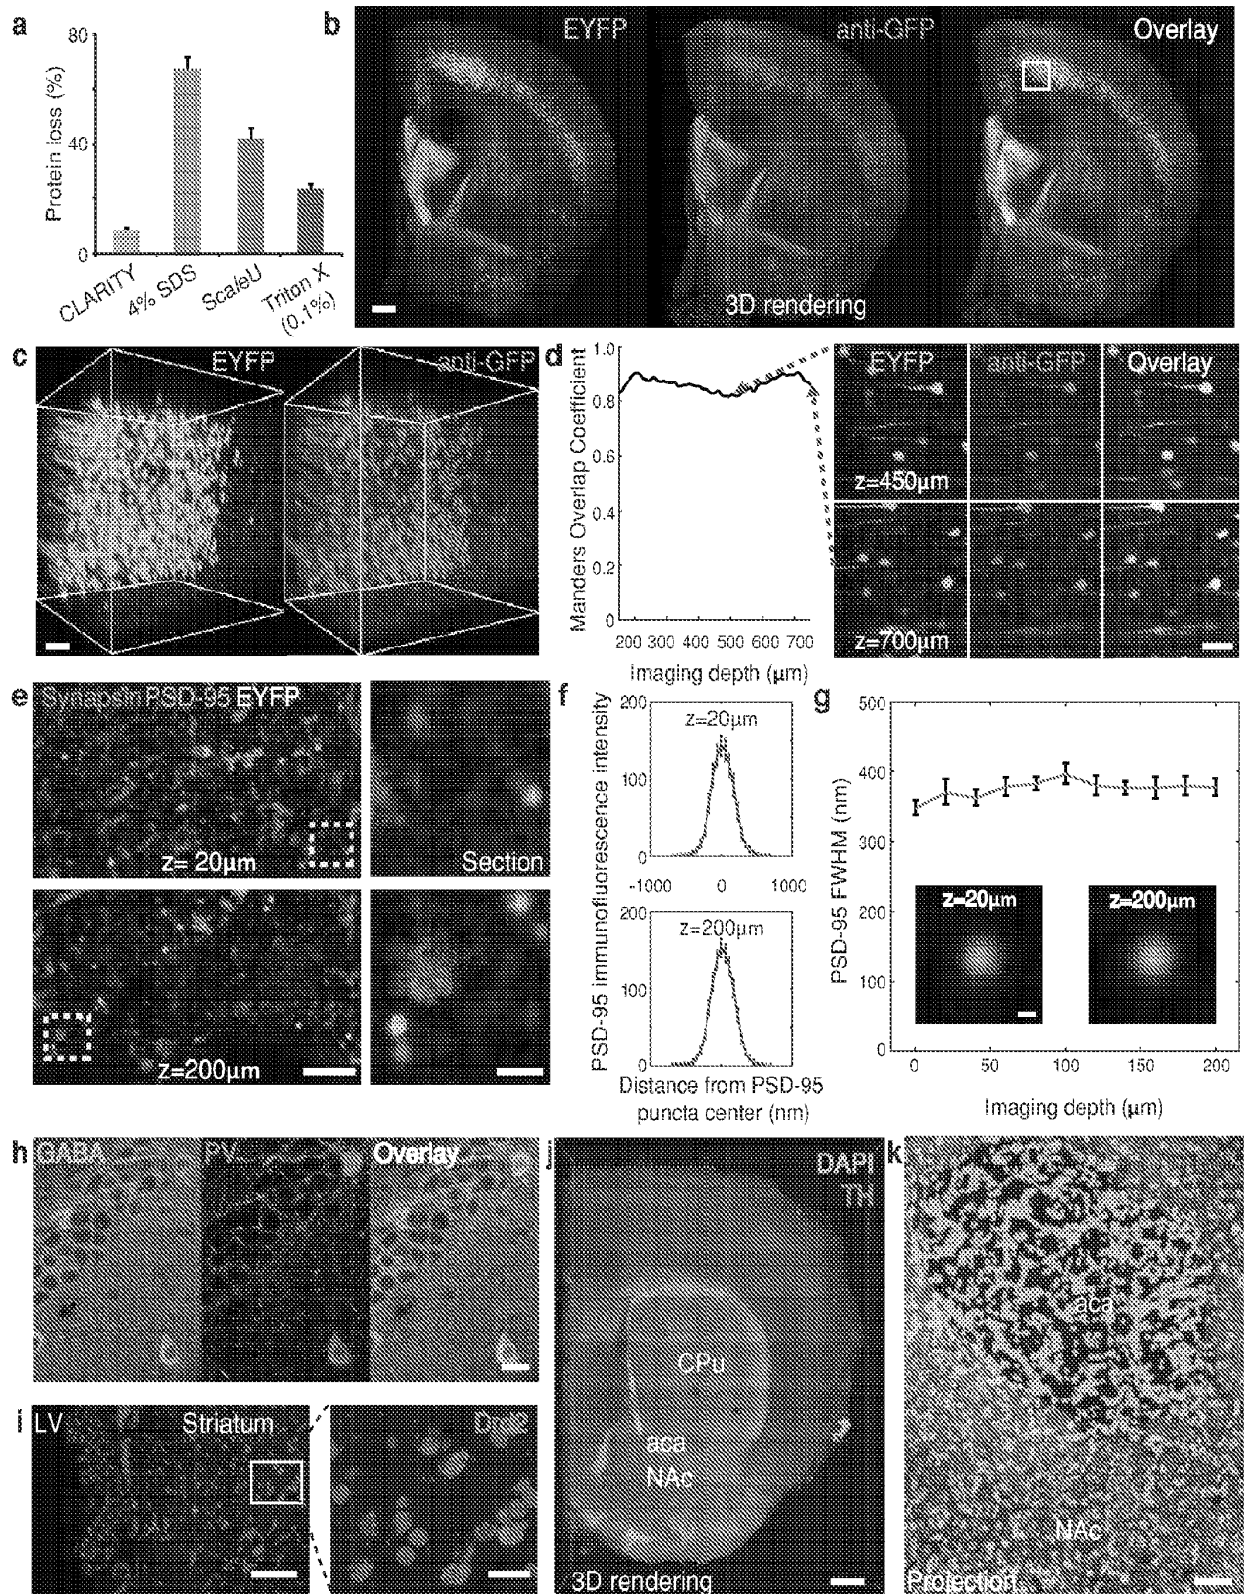 a
80
40
0
Protein loss (%)
CLARITY
4% SDS
ScaleU
Triton X
(0.1%)
b
EYFP
anti-GFP
Overlay
3D rendering
c
EYFP
anti-GFP
d
1.0
0.8
0.6
0.4
0.2
0
Manders Overlap Coefficient
200 300 400 500 600 700
Imaging depth (μm)
EYFP
anti-GFP
Overlay
z=450μm
z=700μm
e
Synapsin PSD-95 EYFP
z= 20μm
Section
z=200μm
f
200
100
0
z=20μm
-1000 0 1000
200
100
0
z=200μm
PSD-95 immunofluorescence intensity
Distance from PSD-95
puncta center (nm)
g
500
400
300
200
100
0
PSD-95 FWHM (nm)
z=20μm
z=200μm
0 50 100 150 200
Imaging depth (μm)
h
GABA
PV
Overlay
i
LV
Striatum
j
DAPI
TH
CPu
aca
NAc
3D rendering
k
aca
NAc
Projection